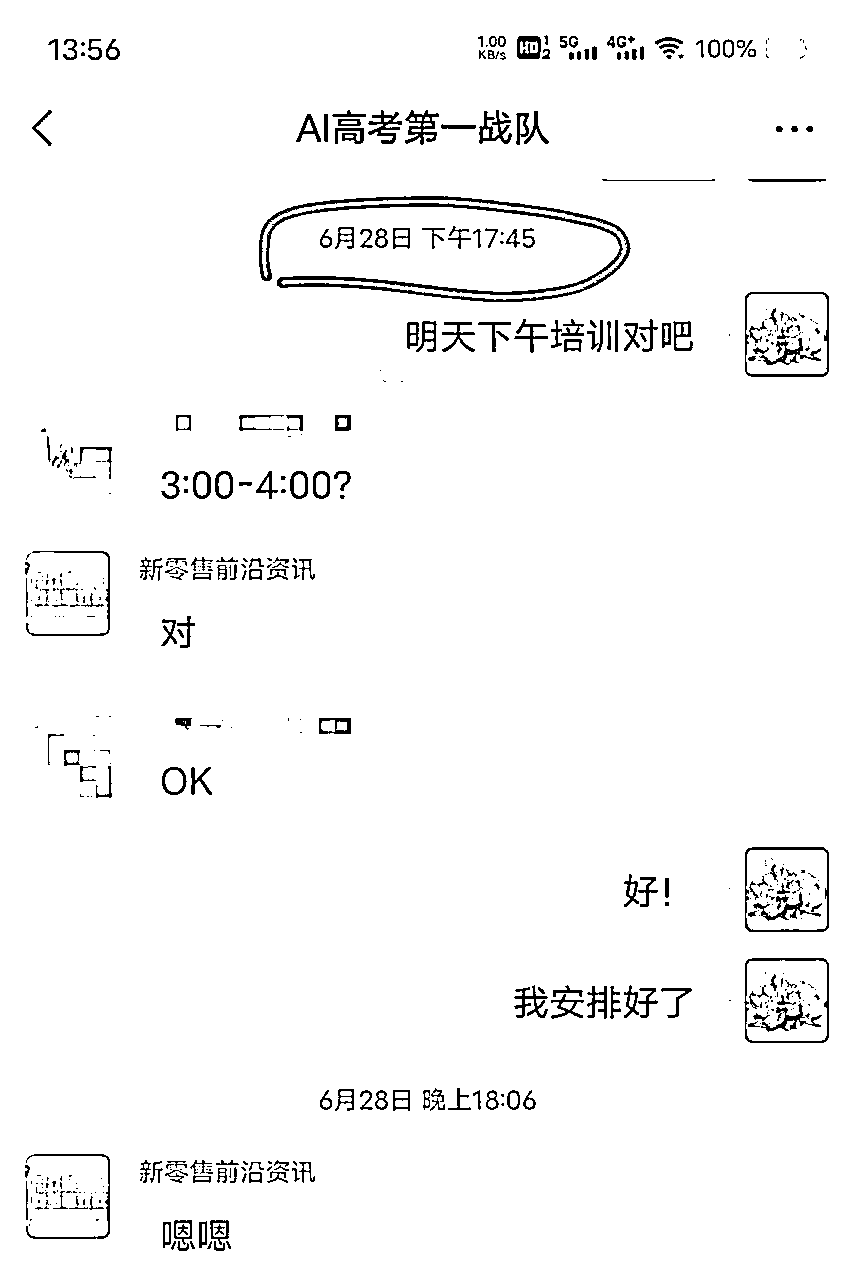 13:56 1.00 KB/s HD 1 2 5G 4G+ 100%
AI高考第一战队
6月28日 下午17:45
明天下午培训对吧
3:00-4:00?
新零售前沿资讯
对
OK
好!
我安排好了
6月28日 晚上18:06
新零售前沿资讯
嗯嗯